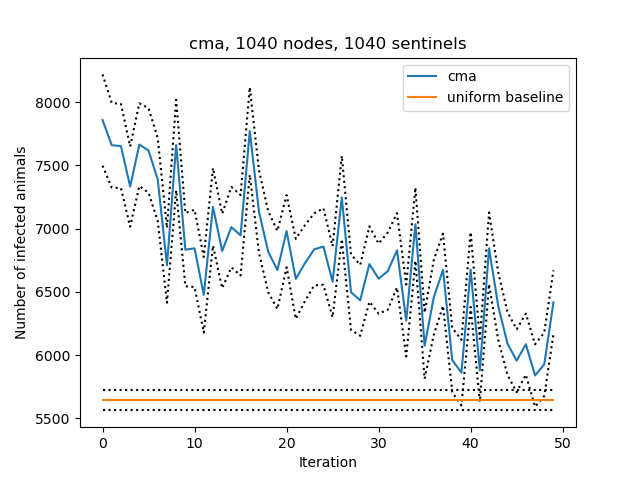 cma, 1040 nodes, 1040 sentinels
cma
uniform baseline
8000
7500
7000
6500
6000
5500
Number of infected animals
0 10 20 30 40 50
Iteration